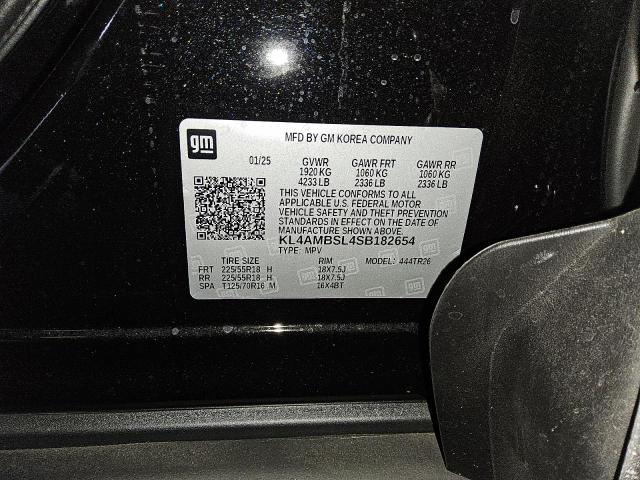 gm
MFD BY GM KOREA COMPANY
01/25 GVWR GAWR FRT GAWR RR
1920 KG 1060 KG 1060 KG
4233 LB 2336 LB 2336 LB
THIS VEHICLE CONFORMS TO ALL
APPLICABLE U.S. FEDERAL MOTOR
VEHICLE SAFETY AND THEFT PREVENTION
STANDARDS IN EFFECT ON THE DATE OF
MANUFACTURE SHOWN ABOVE.
KL4AMBSL4SB182654
TYPE: MPV MODEL: 444TR26
TIRE SIZE RIM
FRT 225/55R18 H 18X7.5J
RR 225/55R18 H 18X7.5J
SPA T125/70R16 M 16X4BT